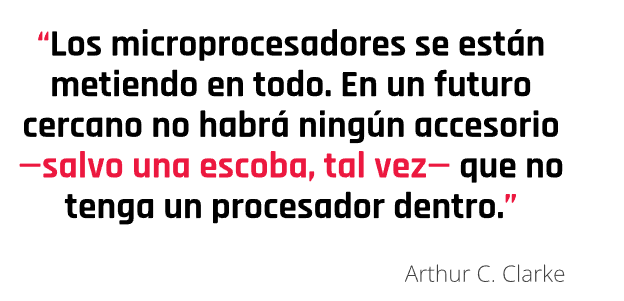 “Los microprocesadores se están
metiendo en todo. En un futuro
cercano no habrá ningún accesorio
—salvo una escoba, tal vez— que no
tenga un procesador dentro.”
Arthur C. Clarke